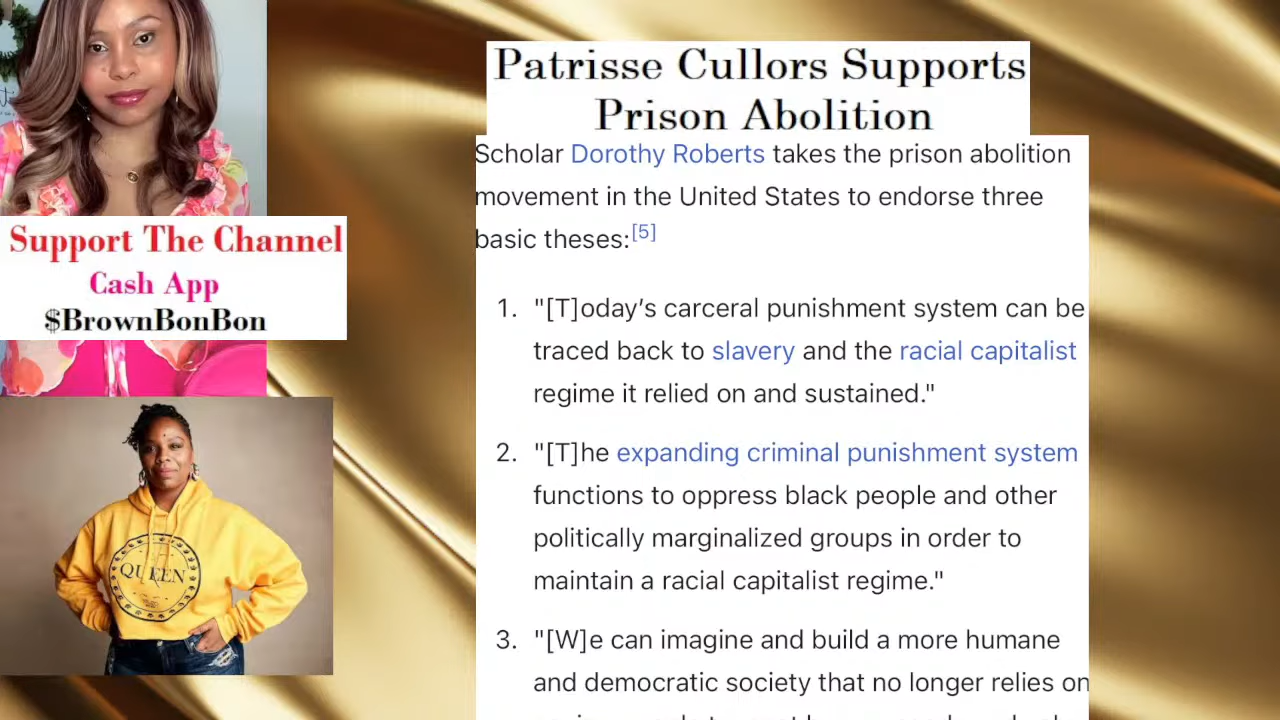 Patrisse Cullors Supports
Prison Abolition
Support The Channel
Cash App
$BrownBonBon
QUEEN
Scholar Dorothy Roberts takes the prison abolition
movement in the United States to endorse three
basic theses:[5]
1. "[T]oday’s carceral punishment system can be
traced back to slavery and the racial capitalist
regime it relied on and sustained."
2. "[T]he expanding criminal punishment system
functions to oppress black people and other
politically marginalized groups in order to
maintain a racial capitalist regime."
3. "[W]e can imagine and build a more humane
and democratic society that no longer relies on